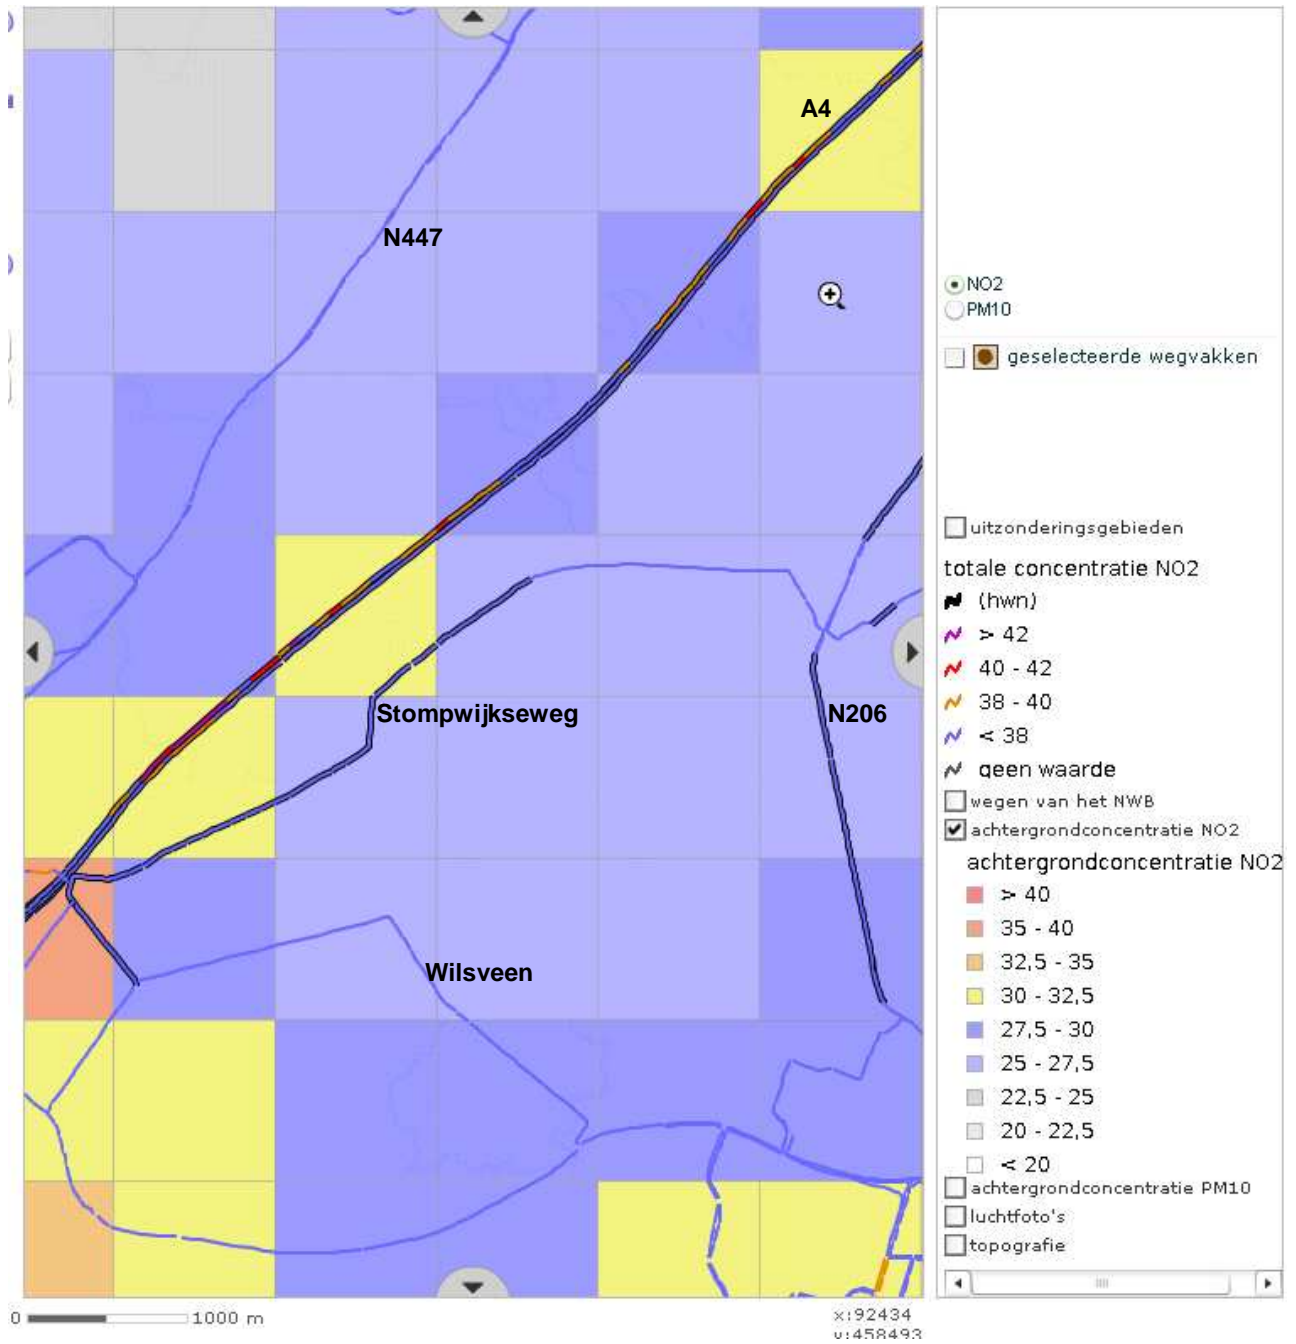 A4
N447
Stompwijkseweg
N206
Wilsveen
NO2
PM10
geselecteerde wegvakken
uitzonderingsgebieden
totale concentratie NO2
(hwn)
> 42
40 - 42
38 - 40
< 38
geen waarde
wegen van het NWB
achtergrondconcentratie NO2
achtergrondconcentratie NO2
> 40
35 - 40
32,5 - 35
30 - 32,5
27,5 - 30
25 - 27,5
22,5 - 25
20 - 22,5
< 20
achtergrondconcentratie PM10
luchtfoto's
topografie
0 1000 m
x:92434
y:458493